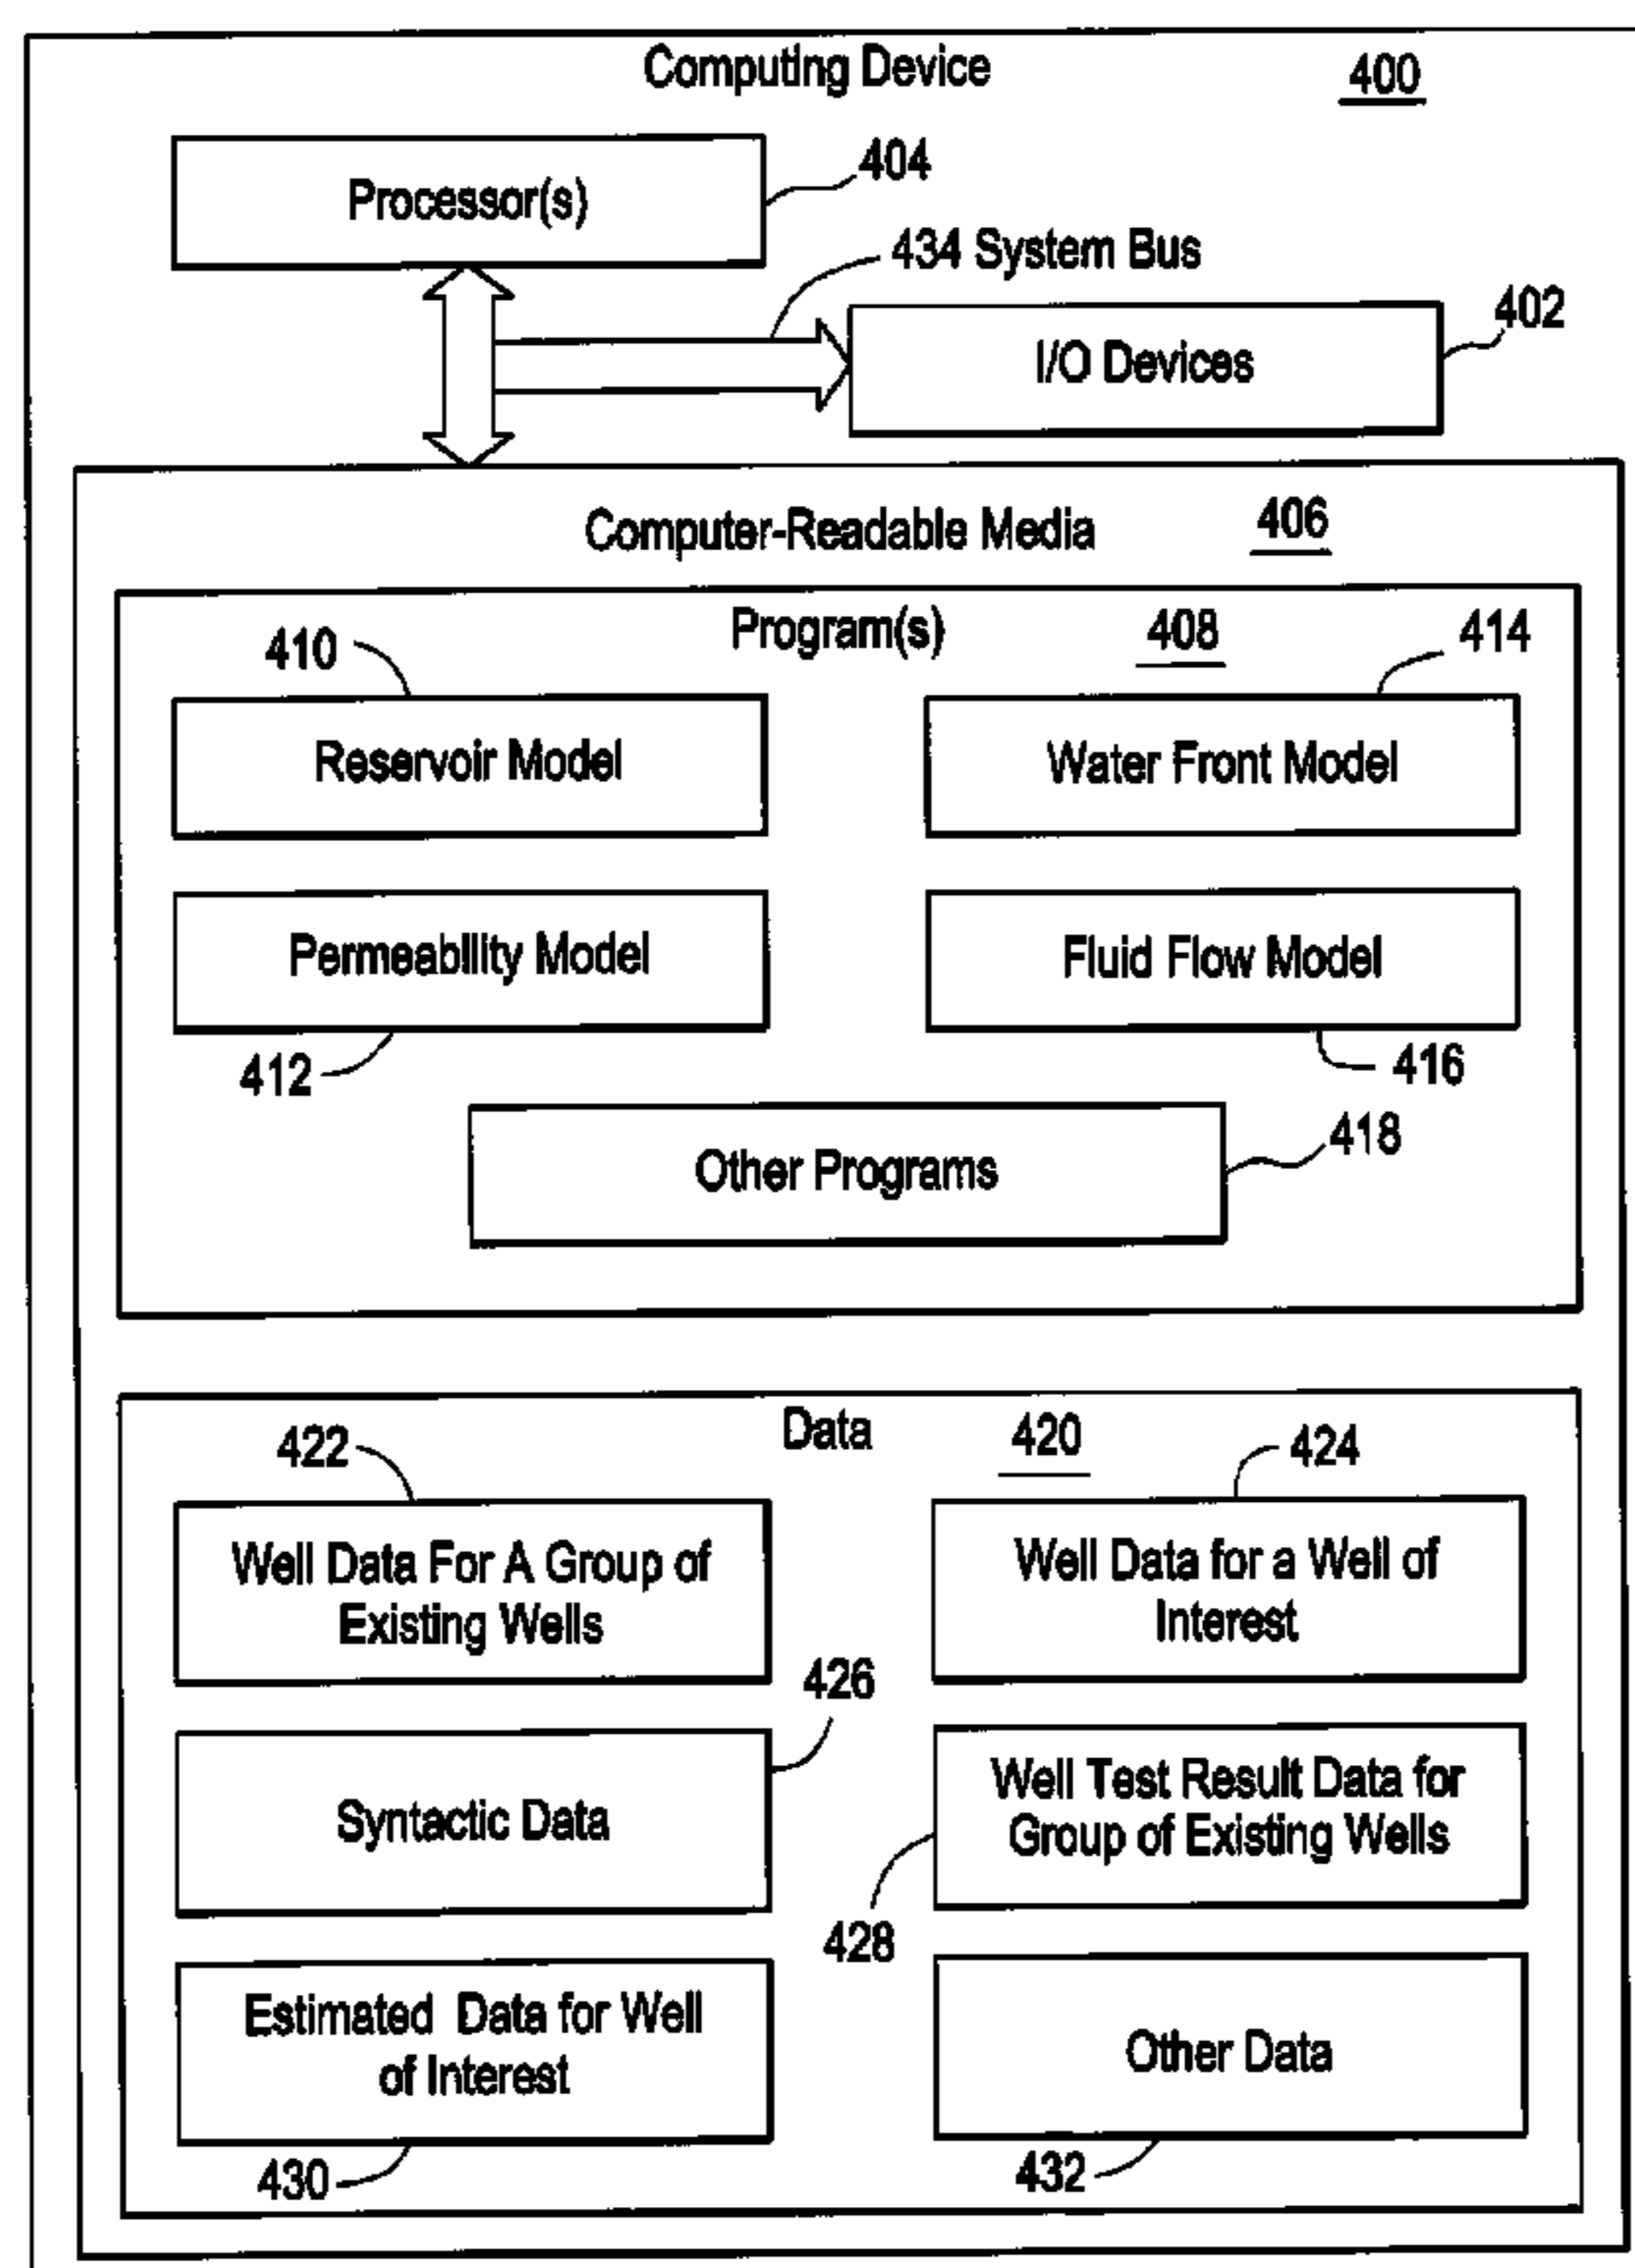 Computing Device 400
Processor(s)
404
434 System Bus
402
I/O Devices
Computer-Readable Media 406
Program(s) 408
410
414
Reservoir Model
Water Front Model
Permeability Model
Fluid Flow Model
412
416
Other Programs
418
Data 420
422
424
Well Data For A Group of
Existing Wells
Well Data for a Well of
Interest
426
Syntactic Data
Well Test Result Data for
Group of Existing Wells
428
Estimated Data for Well
of Interest
Other Data
430
432